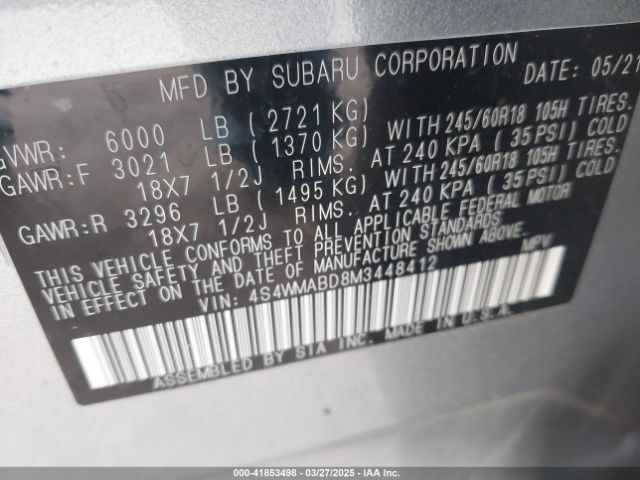 MFD BY SUBARU CORPORATION DATE: 05/21
GVWR: 6000 LB (2721 KG)
GAWR:F 3021 LB (1370 KG) WITH 245/60R18 105H TIRES.
18X7 1/2J RIMS. AT 240 KPA (35 PSI) COLD
GAWR:R 3296 LB (1495 KG) WITH 245/60R18 105H TIRES.
18X7 1/2J RIMS. AT 240 KPA (35 PSI) COLD
THIS VEHICLE CONFORMS TO ALL APPLICABLE FEDERAL MOTOR
VEHICLE SAFETY AND THEFT PREVENTION STANDARDS
IN EFFECT ON THE DATE OF MANUFACTURE SHOWN ABOVE.
VIN: 4S4WMABD8M3448412 MPV
ASSEMBLED BY SIA INC. MADE IN U.S.A.
000-41853498 - 03/27/2025 - IAAI.com